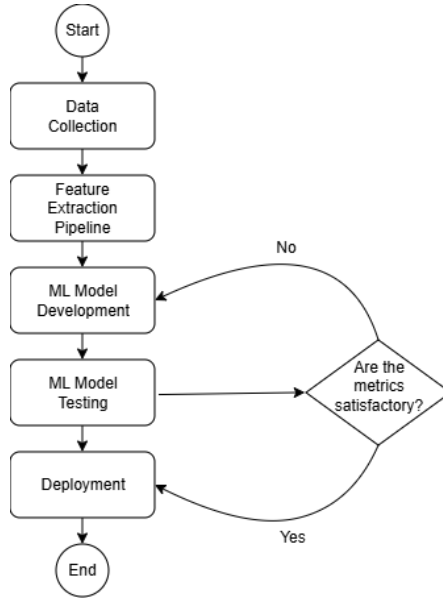 Start
Data
Collection
Feature
Extraction
Pipeline
No
ML Model
Development
ML Model
Testing
Are the
metrics
satisfactory?
Deployment
Yes
End